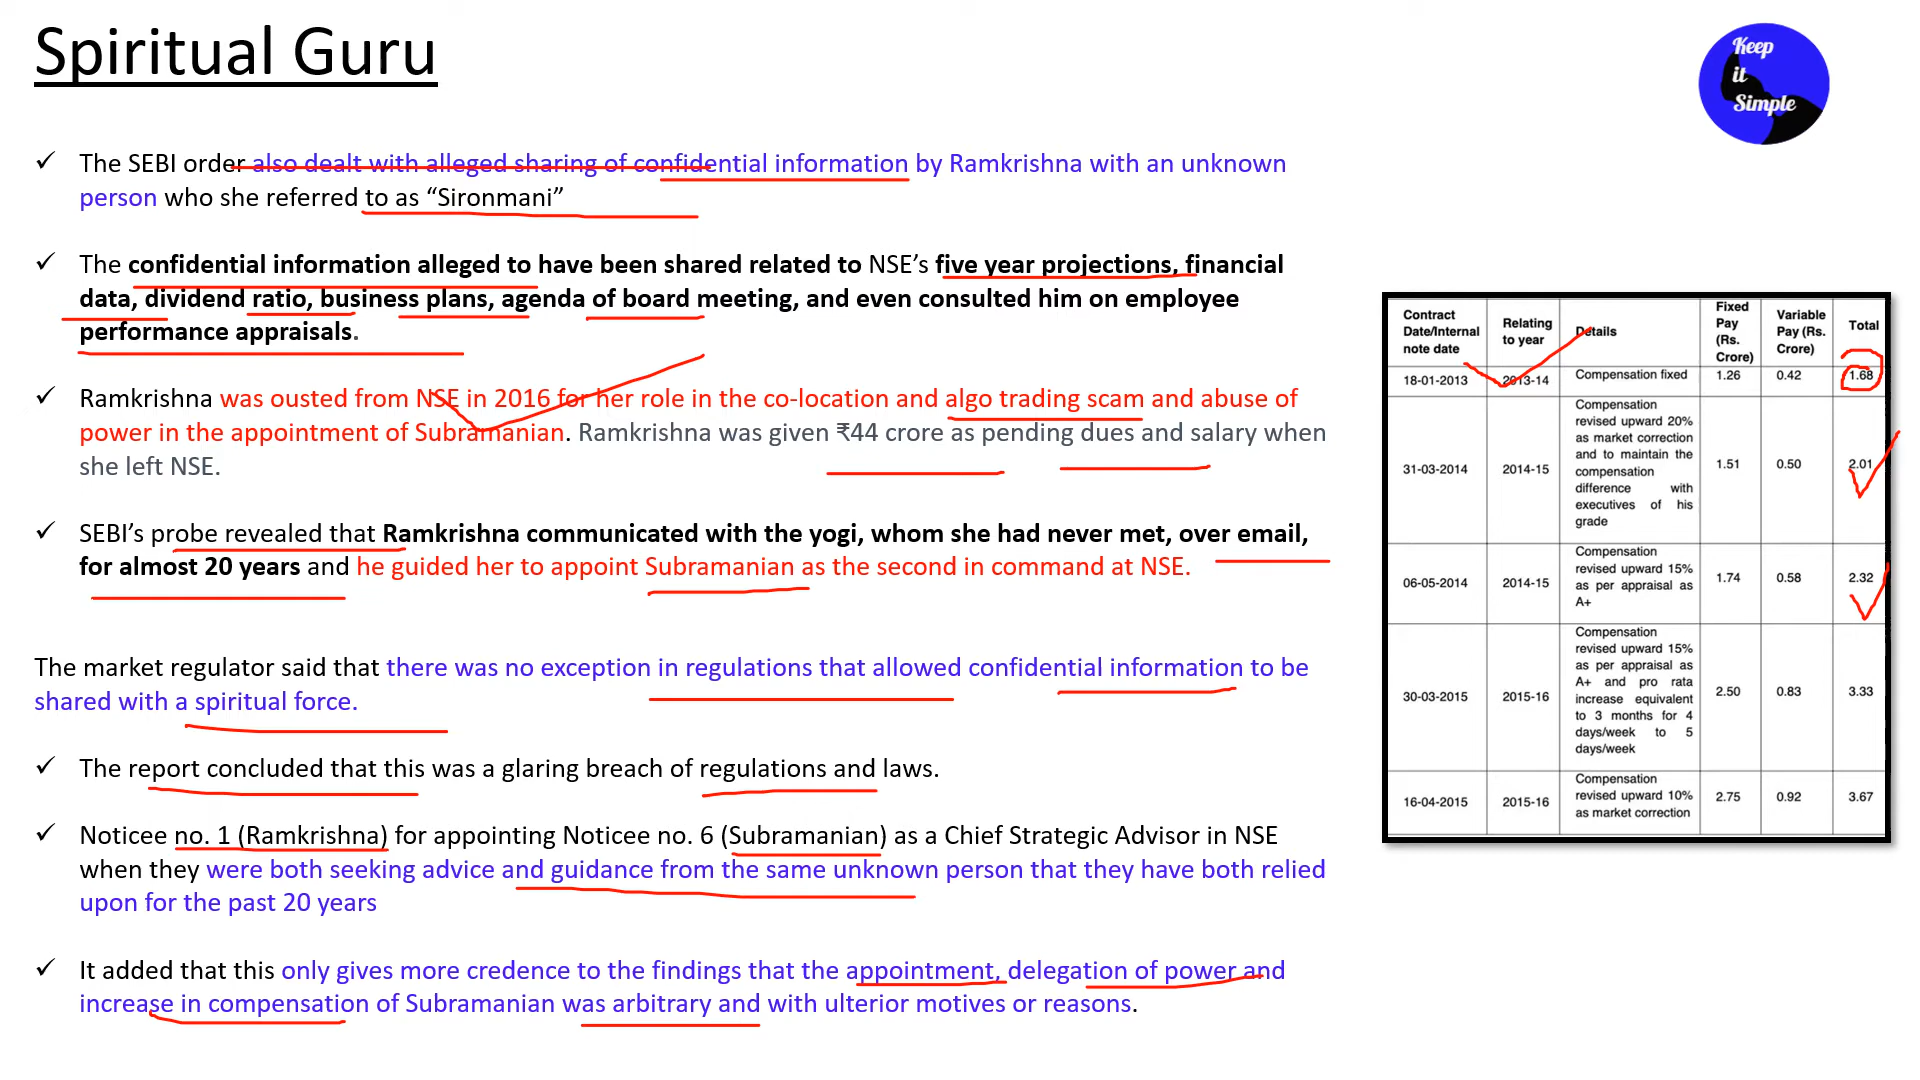 Spiritual Guru
Keep
it
Simple
✓ The SEBI order also dealt with alleged sharing of confidential information by Ramkrishna with an unknown
person who she referred to as “Sironmani”
✓ The confidential information alleged to have been shared related to NSE’s five year projections, financial
data, dividend ratio, business plans, agenda of board meeting, and even consulted him on employee
performance appraisals.
✓ Ramkrishna was ousted from NSE in 2016 for her role in the co-location and algo trading scam and abuse of
power in the appointment of Subramanian. Ramkrishna was given ₹44 crore as pending dues and salary when
she left NSE.
✓ SEBI’s probe revealed that Ramkrishna communicated with the yogi, whom she had never met, over email,
for almost 20 years and he guided her to appoint Subramanian as the second in command at NSE.
The market regulator said that there was no exception in regulations that allowed confidential information to be
shared with a spiritual force.
✓ The report concluded that this was a glaring breach of regulations and laws.
✓ Noticee no. 1 (Ramkrishna) for appointing Noticee no. 6 (Subramanian) as a Chief Strategic Advisor in NSE
when they were both seeking advice and guidance from the same unknown person that they have both relied
upon for the past 20 years
✓ It added that this only gives more credence to the findings that the appointment, delegation of power and
increase in compensation of Subramanian was arbitrary and with ulterior motives or reasons.
Contract
Date/Internal
note date
Relating
to year
Details
Fixed
Pay
(Rs.
Crore)
Variable
Pay (Rs.
Crore)
Total
18-01-2013
2013-14
Compensation fixed
1.26
0.42
1.68
31-03-2014
2014-15
Compensation
revised upward 20%
as market correction
and to maintain the
compensation
difference with
executives of his
grade
1.51
0.50
2.01
06-05-2014
2014-15
Compensation
revised upward 15%
as per appraisal as
A+
1.74
0.58
2.32
30-03-2015
2015-16
Compensation
revised upward 15%
as per appraisal as
A+ and pro rata
increase equivalent
to 3 months for 4
days/week to 5
days/week
2.50
0.83
3.33
16-04-2015
2015-16
Compensation
revised upward 10%
as market correction
2.75
0.92
3.67